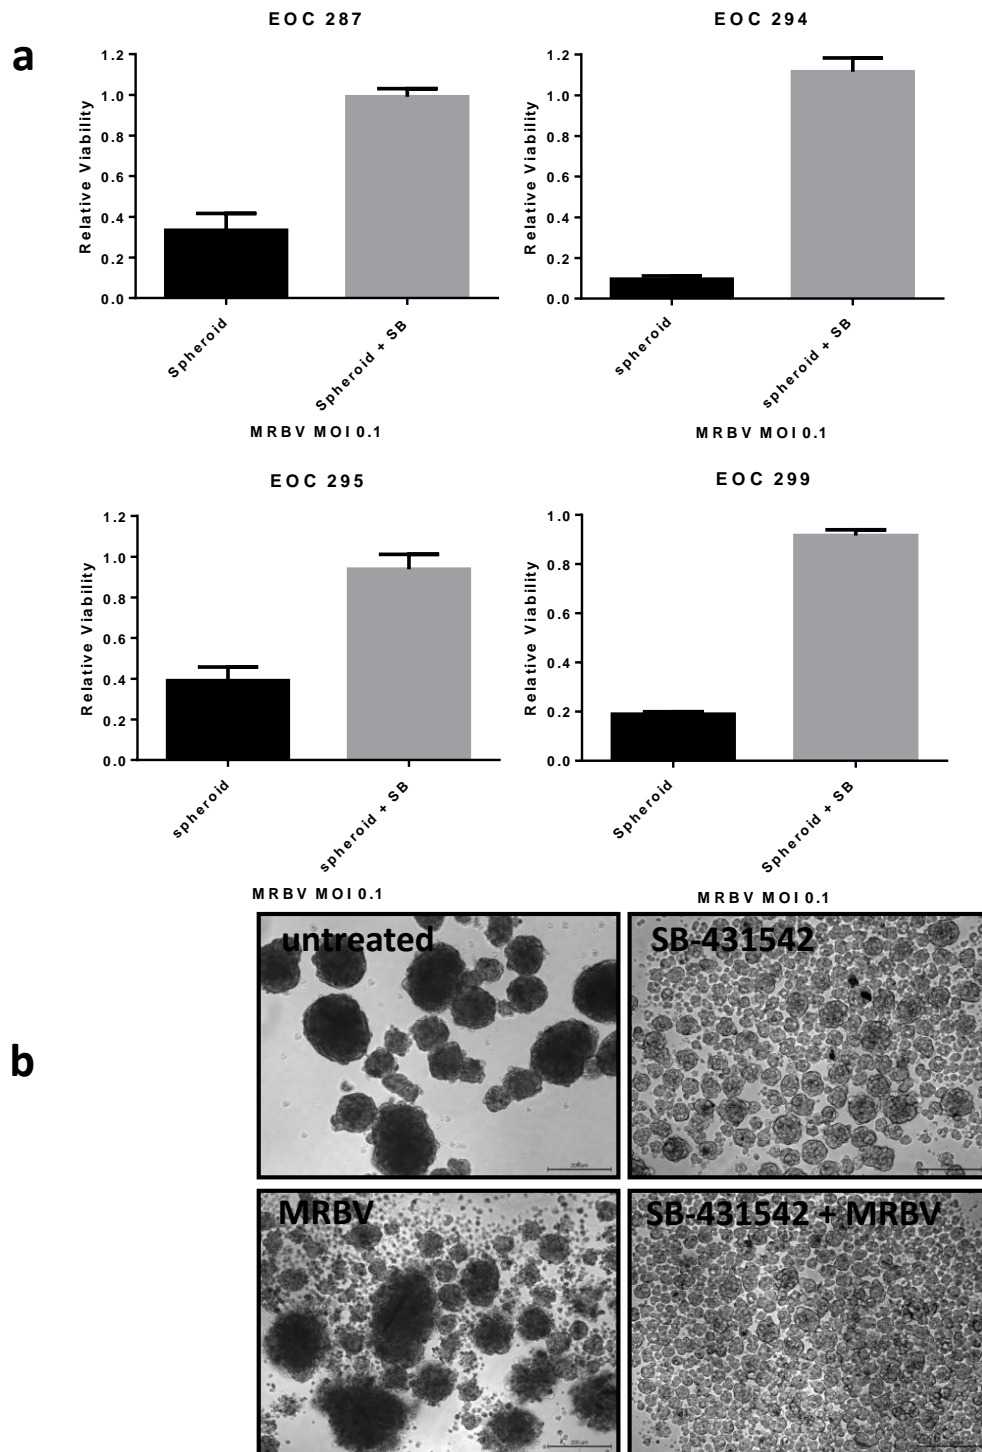 a
EOC 287
Relative Viability
1.2
1.0
0.8
0.6
0.4
0.2
0.0
Spheroid
Spheroid + SB
MRBV MOI 0.1
EOC 294
Relative Viability
1.2
1.0
0.8
0.6
0.4
0.2
0.0
spheroid
spheroid + SB
MRBV MOI 0.1
EOC 295
Relative Viability
1.2
1.0
0.8
0.6
0.4
0.2
0.0
spheroid
spheroid + SB
MRBV MOI 0.1
EOC 299
Relative Viability
1.0
0.8
0.6
0.4
0.2
0.0
Spheroid
Spheroid + SB
MRBV MOI 0.1
b
untreated
200 µm
SB-431542
MRBV
200 µm
SB-431542 + MRBV